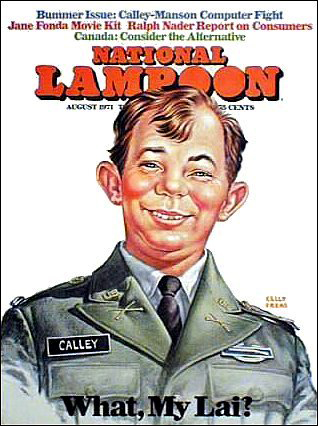 Bummer Issue: Calley-Manson Computer Fight
Jane Fonda Movie Kit Ralph Nader Report on Consumers
Canada: Consider the Alternative
NATIONAL
LAMPOON
AUGUST 1971 CENTS
KELLY
FREAS
CALLEY
What, My Lai?